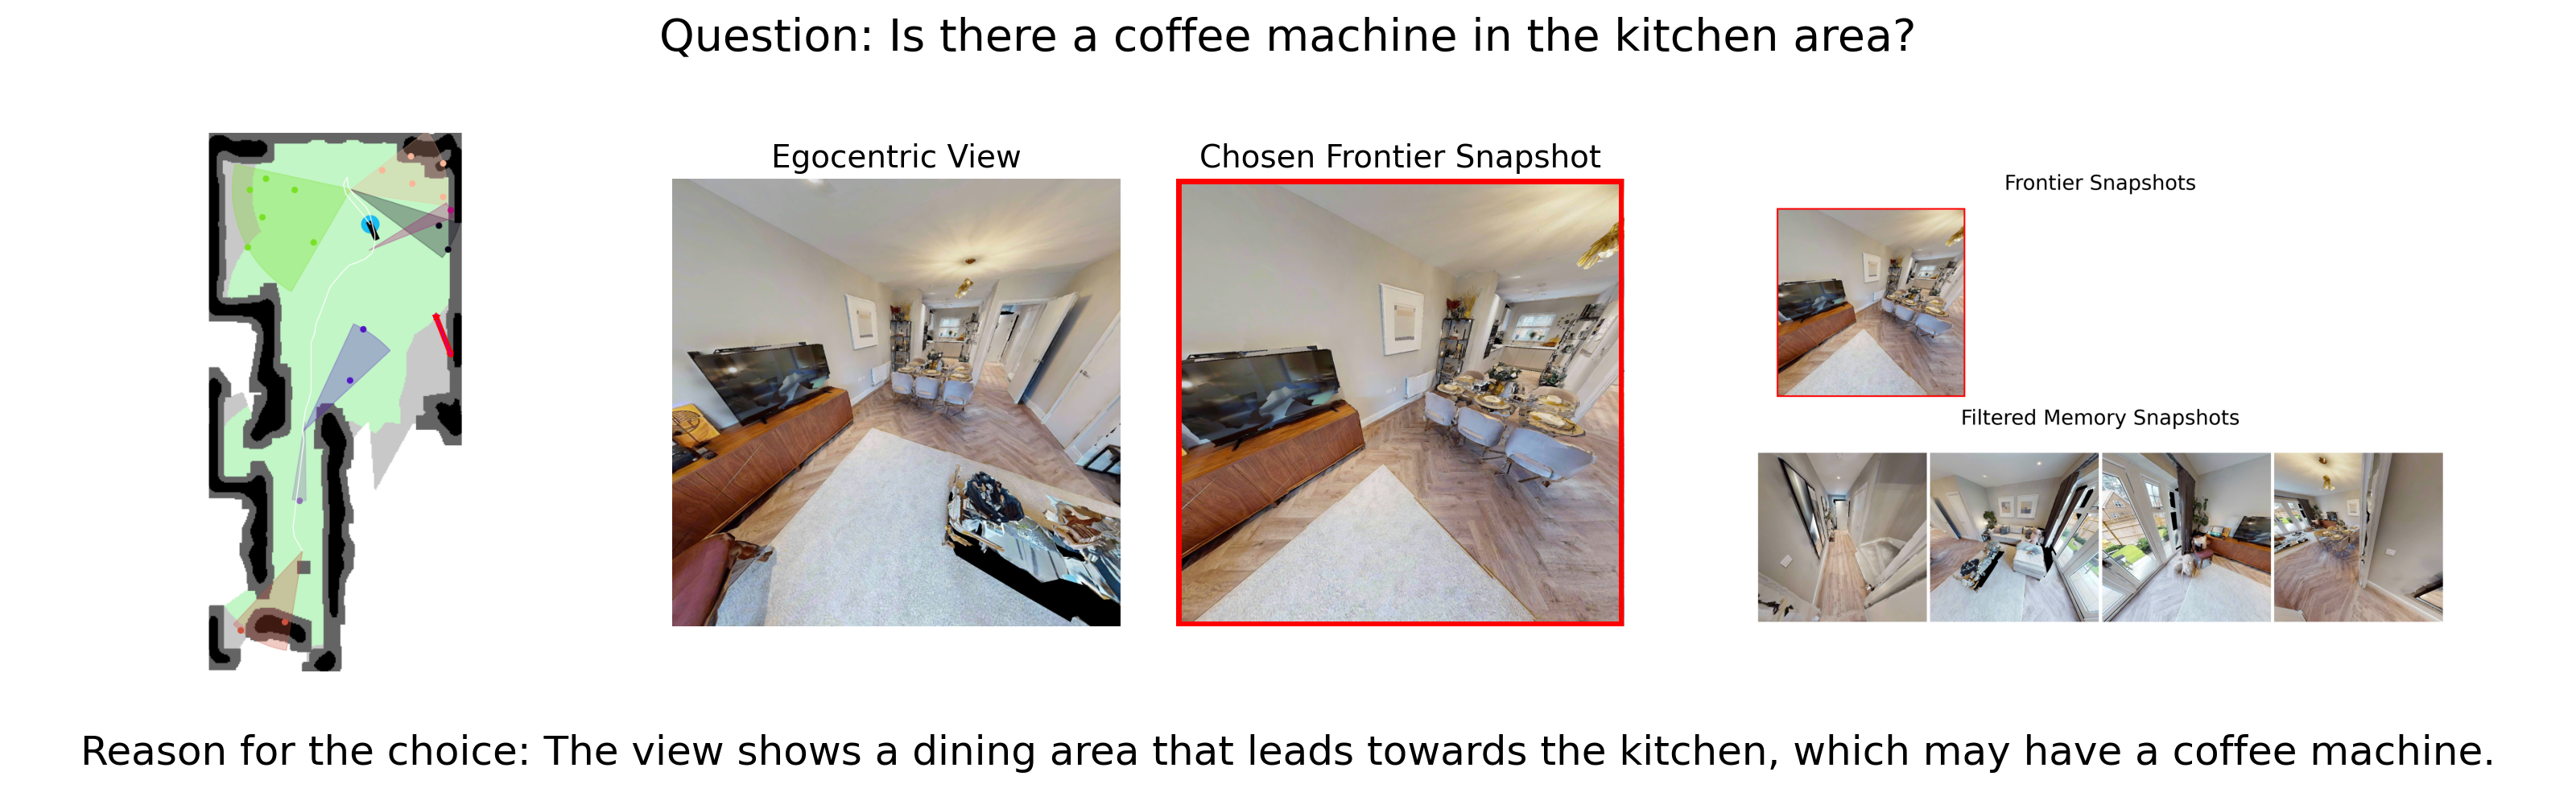 Question: Is there a coffee machine in the kitchen area?
Egocentric View
Chosen Frontier Snapshot
Frontier Snapshots
Filtered Memory Snapshots
Reason for the choice: The view shows a dining area that leads towards the kitchen, which may have a coffee machine.